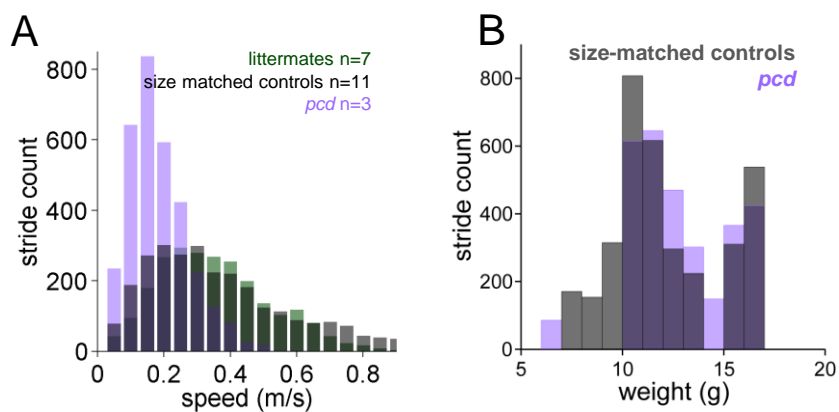 A
littermates n=7
size matched controls n=11
pcd n=3
800
600
400
200
0
stride count
0
0.2
0.4
0.6
0.8
speed (m/s)
B
size-matched controls
pcd
800
600
400
200
0
stride count
5
10
15
20
weight (g)